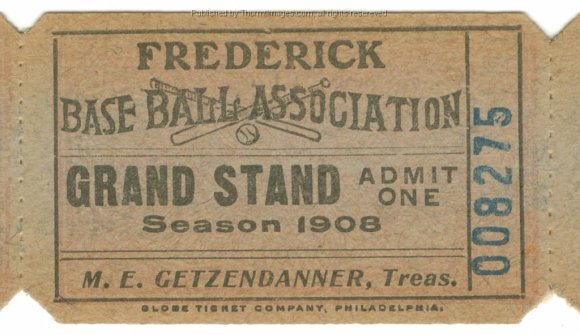 Published by ThurmImages.com, all rights reserved
FREDERICK
BASE BALL ASSOCIATION
GRAND STAND ADMIT ONE
Season 1908
M. E. GETZENDANNER, Treas.
008275
GLOBE TICKET COMPANY, PHILADELPHIA.